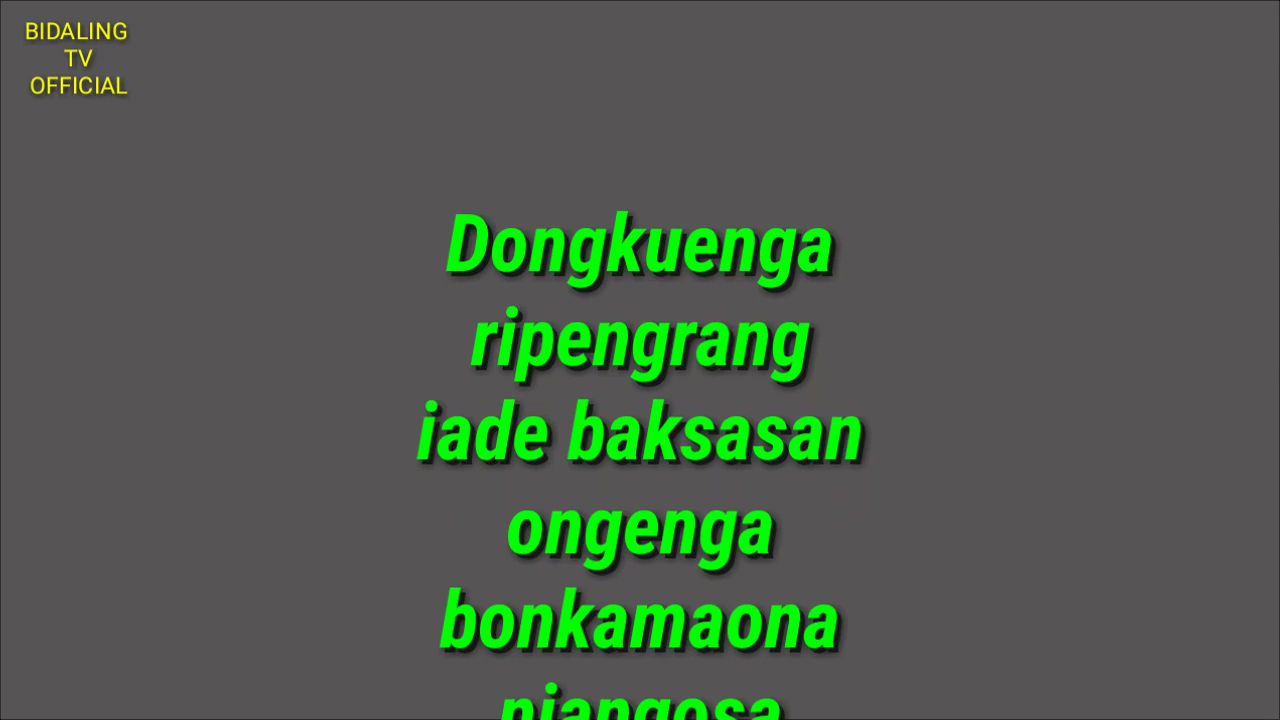 BIDALING
TV
OFFICIAL
Dongkuenga
ripengrang
iade baksasan
ongenga
bonkamaona